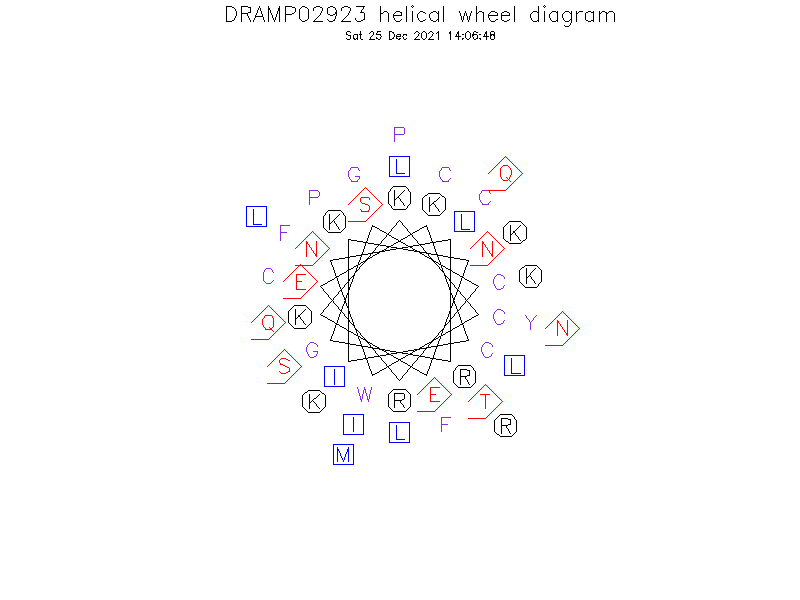 DRAMP02923 helical wheel diagram
Sat 25 Dec 2021 14:06:48
P
L
G C Q
P S K K
L K L C
F K
N N
C E C K
Q K C Y N
G C
S I R L
K W R E T
I L F R
M